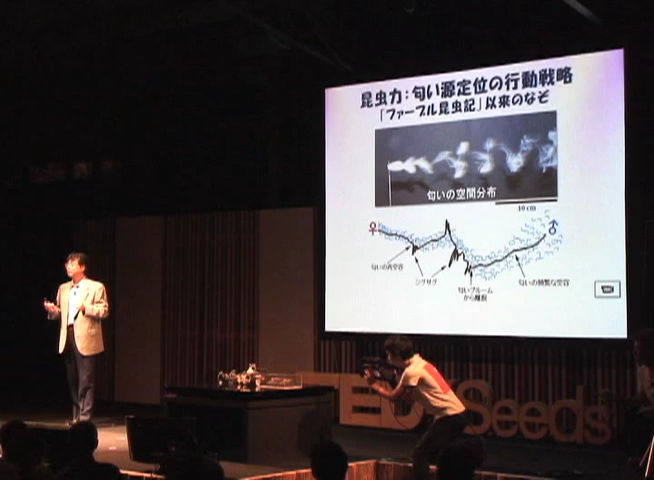 昆虫力：匂い源定位の行動戦略
「ファーブル昆虫記」以来のなぞ
匂いの空間分布
10 cm
♀
♂
匂いの再受容
ジグザグ
匂いプルーム
から離脱
匂いの頻繁な受容
TEDxSeeds